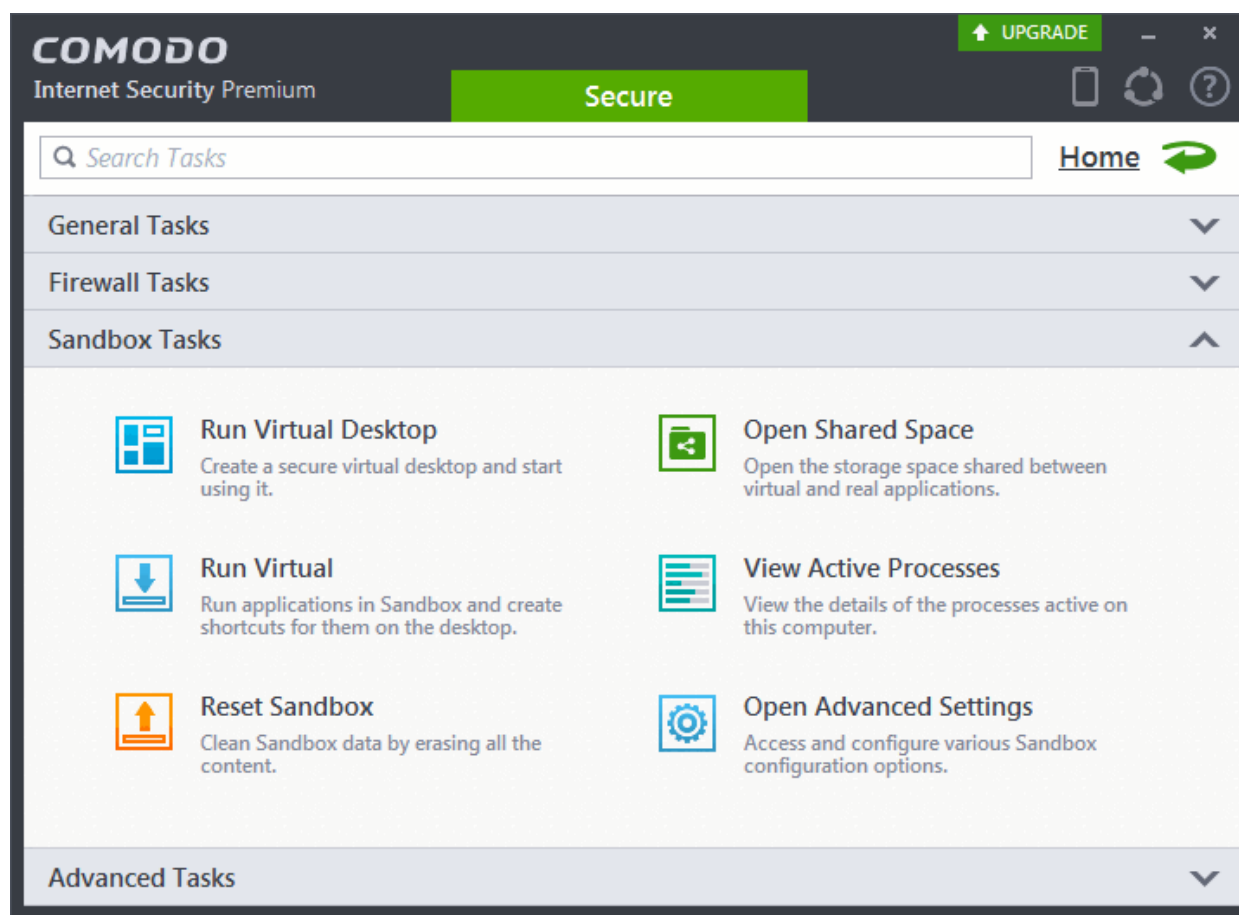 COMODO
Internet Security Premium
UPGRADE
Secure
Search Tasks
Home
General Tasks
Firewall Tasks
Sandbox Tasks
Run Virtual Desktop
Create a secure virtual desktop and start
using it.
Open Shared Space
Open the storage space shared between
virtual and real applications.
Run Virtual
Run applications in Sandbox and create
shortcuts for them on the desktop.
View Active Processes
View the details of the processes active on
this computer.
Reset Sandbox
Clean Sandbox data by erasing all the
content.
Open Advanced Settings
Access and configure various Sandbox
configuration options.
Advanced Tasks